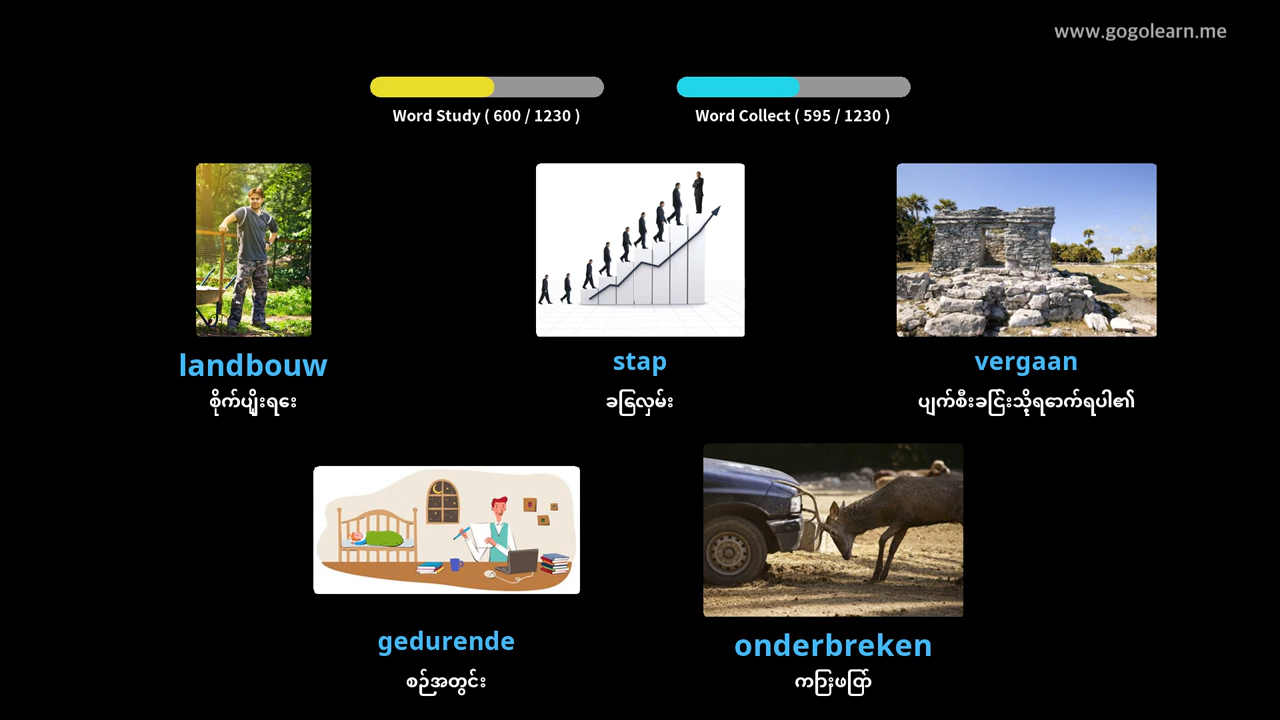 www.gogolearn.me
Word Study ( 600 / 1230 )
Word Collect ( 595 / 1230 )
landbouw
stap
vergaan
စိုက်ပျိုးရေး
ခြေလှမ်း
ပျက်စီးခြင်းသို့ရောက်ရပါ၏
gedurende
onderbreken
စဉ်အတွင်း
ကြားဖြတ်